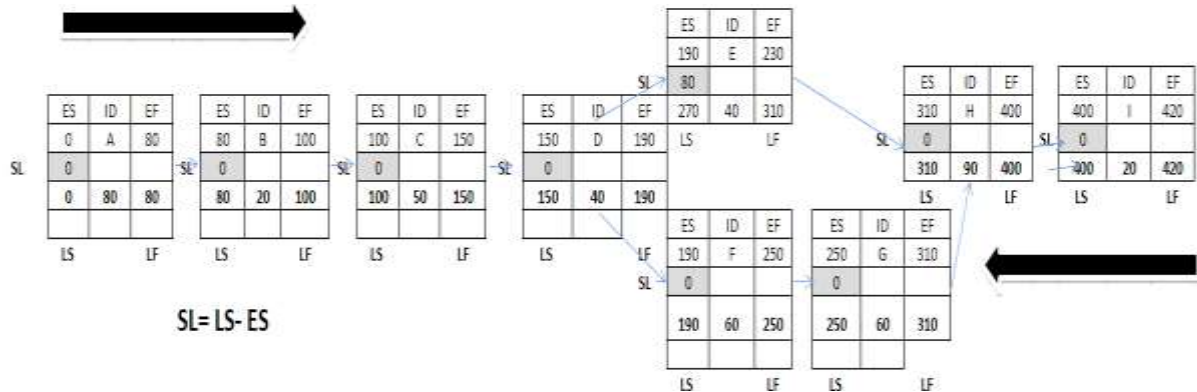 ES ID EF
190 E 230
SL 80
270 40 310
LS LF
ES ID EF
0 A 80
SL 0
0 80 80
LS LF
ES ID EF
80 B 100
SL 0
80 20 100
LS LF
ES ID EF
100 C 150
SL 0
100 50 150
LS LF
ES ID EF
150 D 190
SL 0
150 40 190
LS LF
ES ID EF
190 F 250
SL 0
190 60 250
LS LF
ES ID EF
250 G 310
0
250 60 310
LS LF
ES ID EF
310 H 400
SL 0
310 90 400
LS LF
ES ID EF
400 I 420
SL 0
400 20 420
LS LF
SL= LS- ES